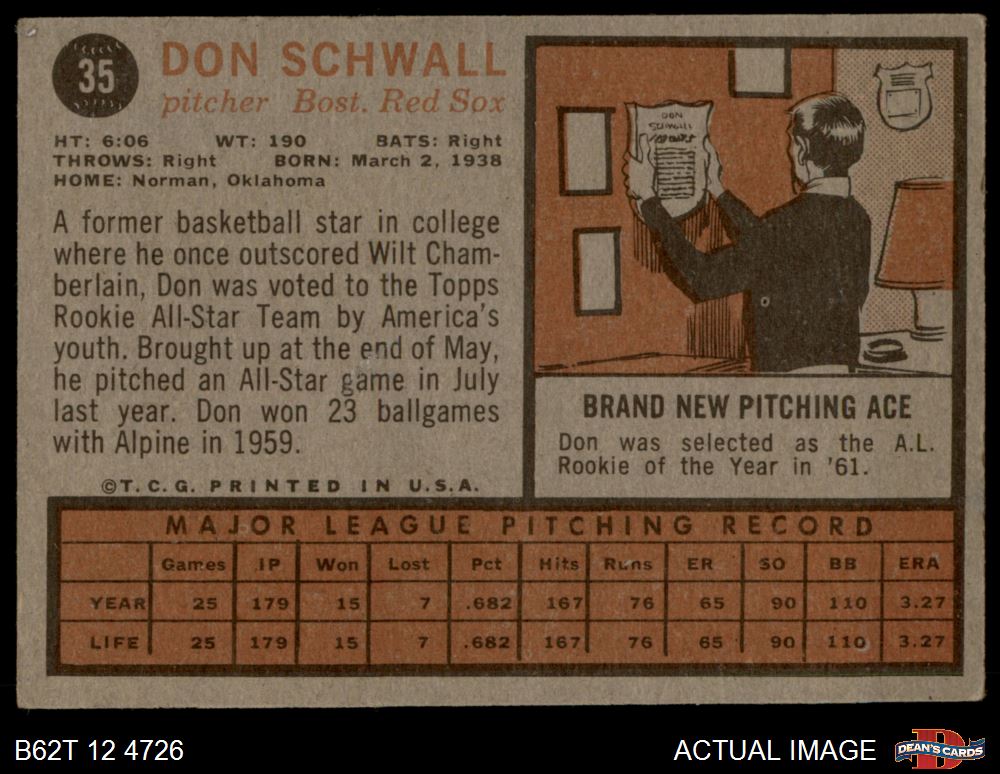 35
DON SCHWALL
pitcher Bost. Red Sox
HT: 6:06 WT: 190 BATS: Right
THROWS: Right BORN: March 2, 1938
HOME: Norman, Oklahoma
A former basketball star in college
where he once outscored Wilt Cham-
berlain, Don was voted to the Topps
Rookie All-Star Team by America's
youth. Brought up at the end of May,
he pitched an All-Star game in July
last year. Don won 23 ballgames
with Alpine in 1959.
©T.C.G. PRINTED IN U.S.A.
DON
SCHWALL
BRAND NEW PITCHING ACE
Don was selected as the A.L.
Rookie of the Year in '61.
MAJOR LEAGUE PITCHING RECORD
Games IP Won Lost Pct Hits Runs ER SO BB ERA
YEAR 25 179 15 7 .682 167 76 65 90 110 3.27
LIFE 25 179 15 7 .682 167 76 65 90 110 3.27
B62T 12 4726
ACTUAL IMAGE
D
DEAN'S CARDS